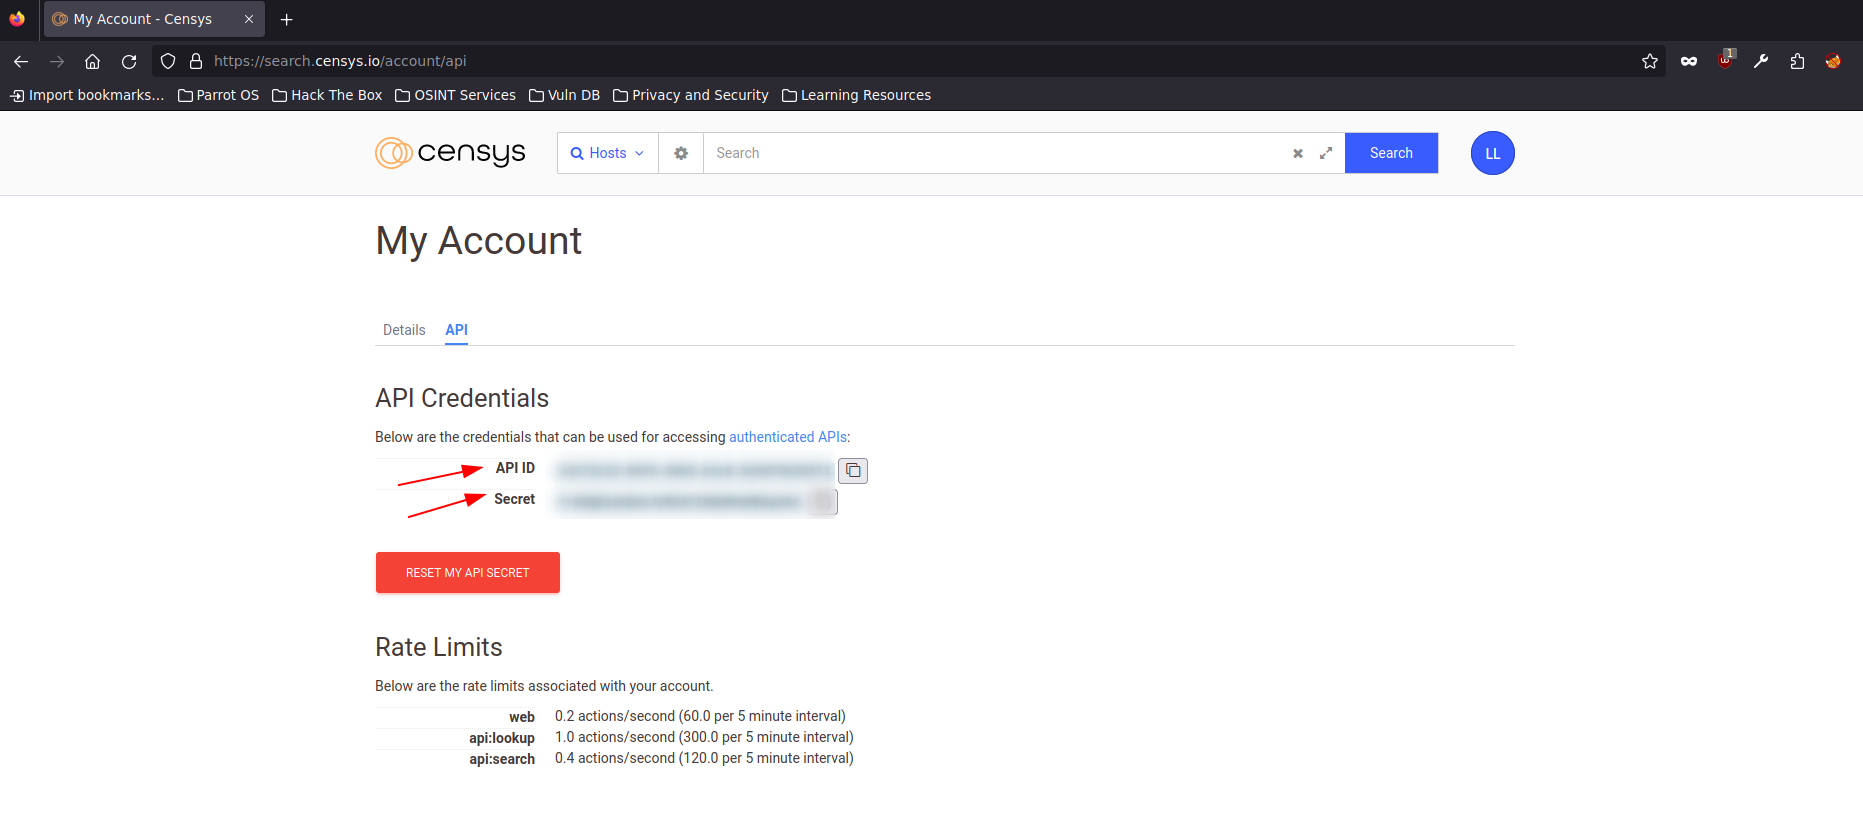 My Account - Censys
https://search.censys.io/account/api
1
Import bookmarks... Parrot OS Hack The Box OSINT Services Vuln DB Privacy and Security Learning Resources
censys Hosts Search Search LL
My Account
Details API
API Credentials
Below are the credentials that can be used for accessing authenticated APIs:
API ID
Secret
RESET MY API SECRET
Rate Limits
Below are the rate limits associated with your account.
web 0.2 actions/second (60.0 per 5 minute interval)
api:lookup 1.0 actions/second (300.0 per 5 minute interval)
api:search 0.4 actions/second (120.0 per 5 minute interval)